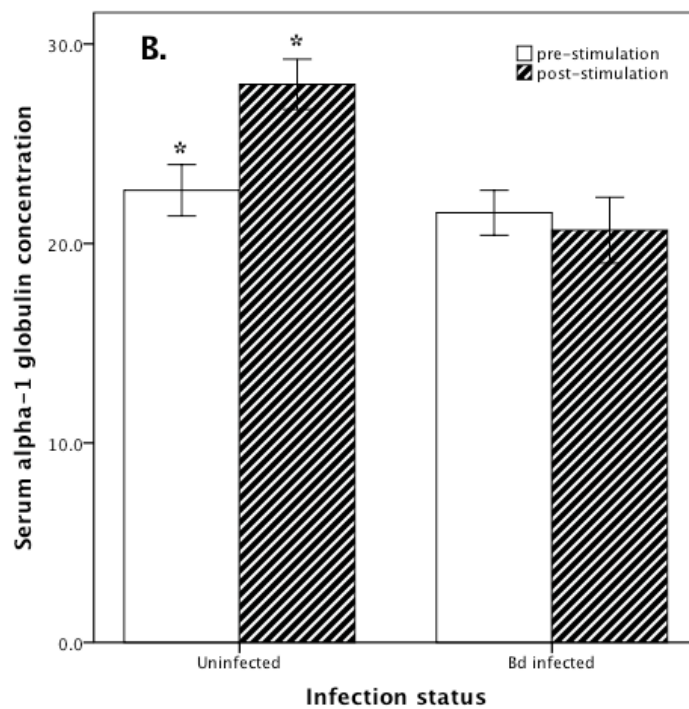 B.
pre-stimulation
post-stimulation
*
*
30.0
20.0
10.0
0.0
Serum alpha-1 globulin concentration
Uninfected
Bd infected
Infection status